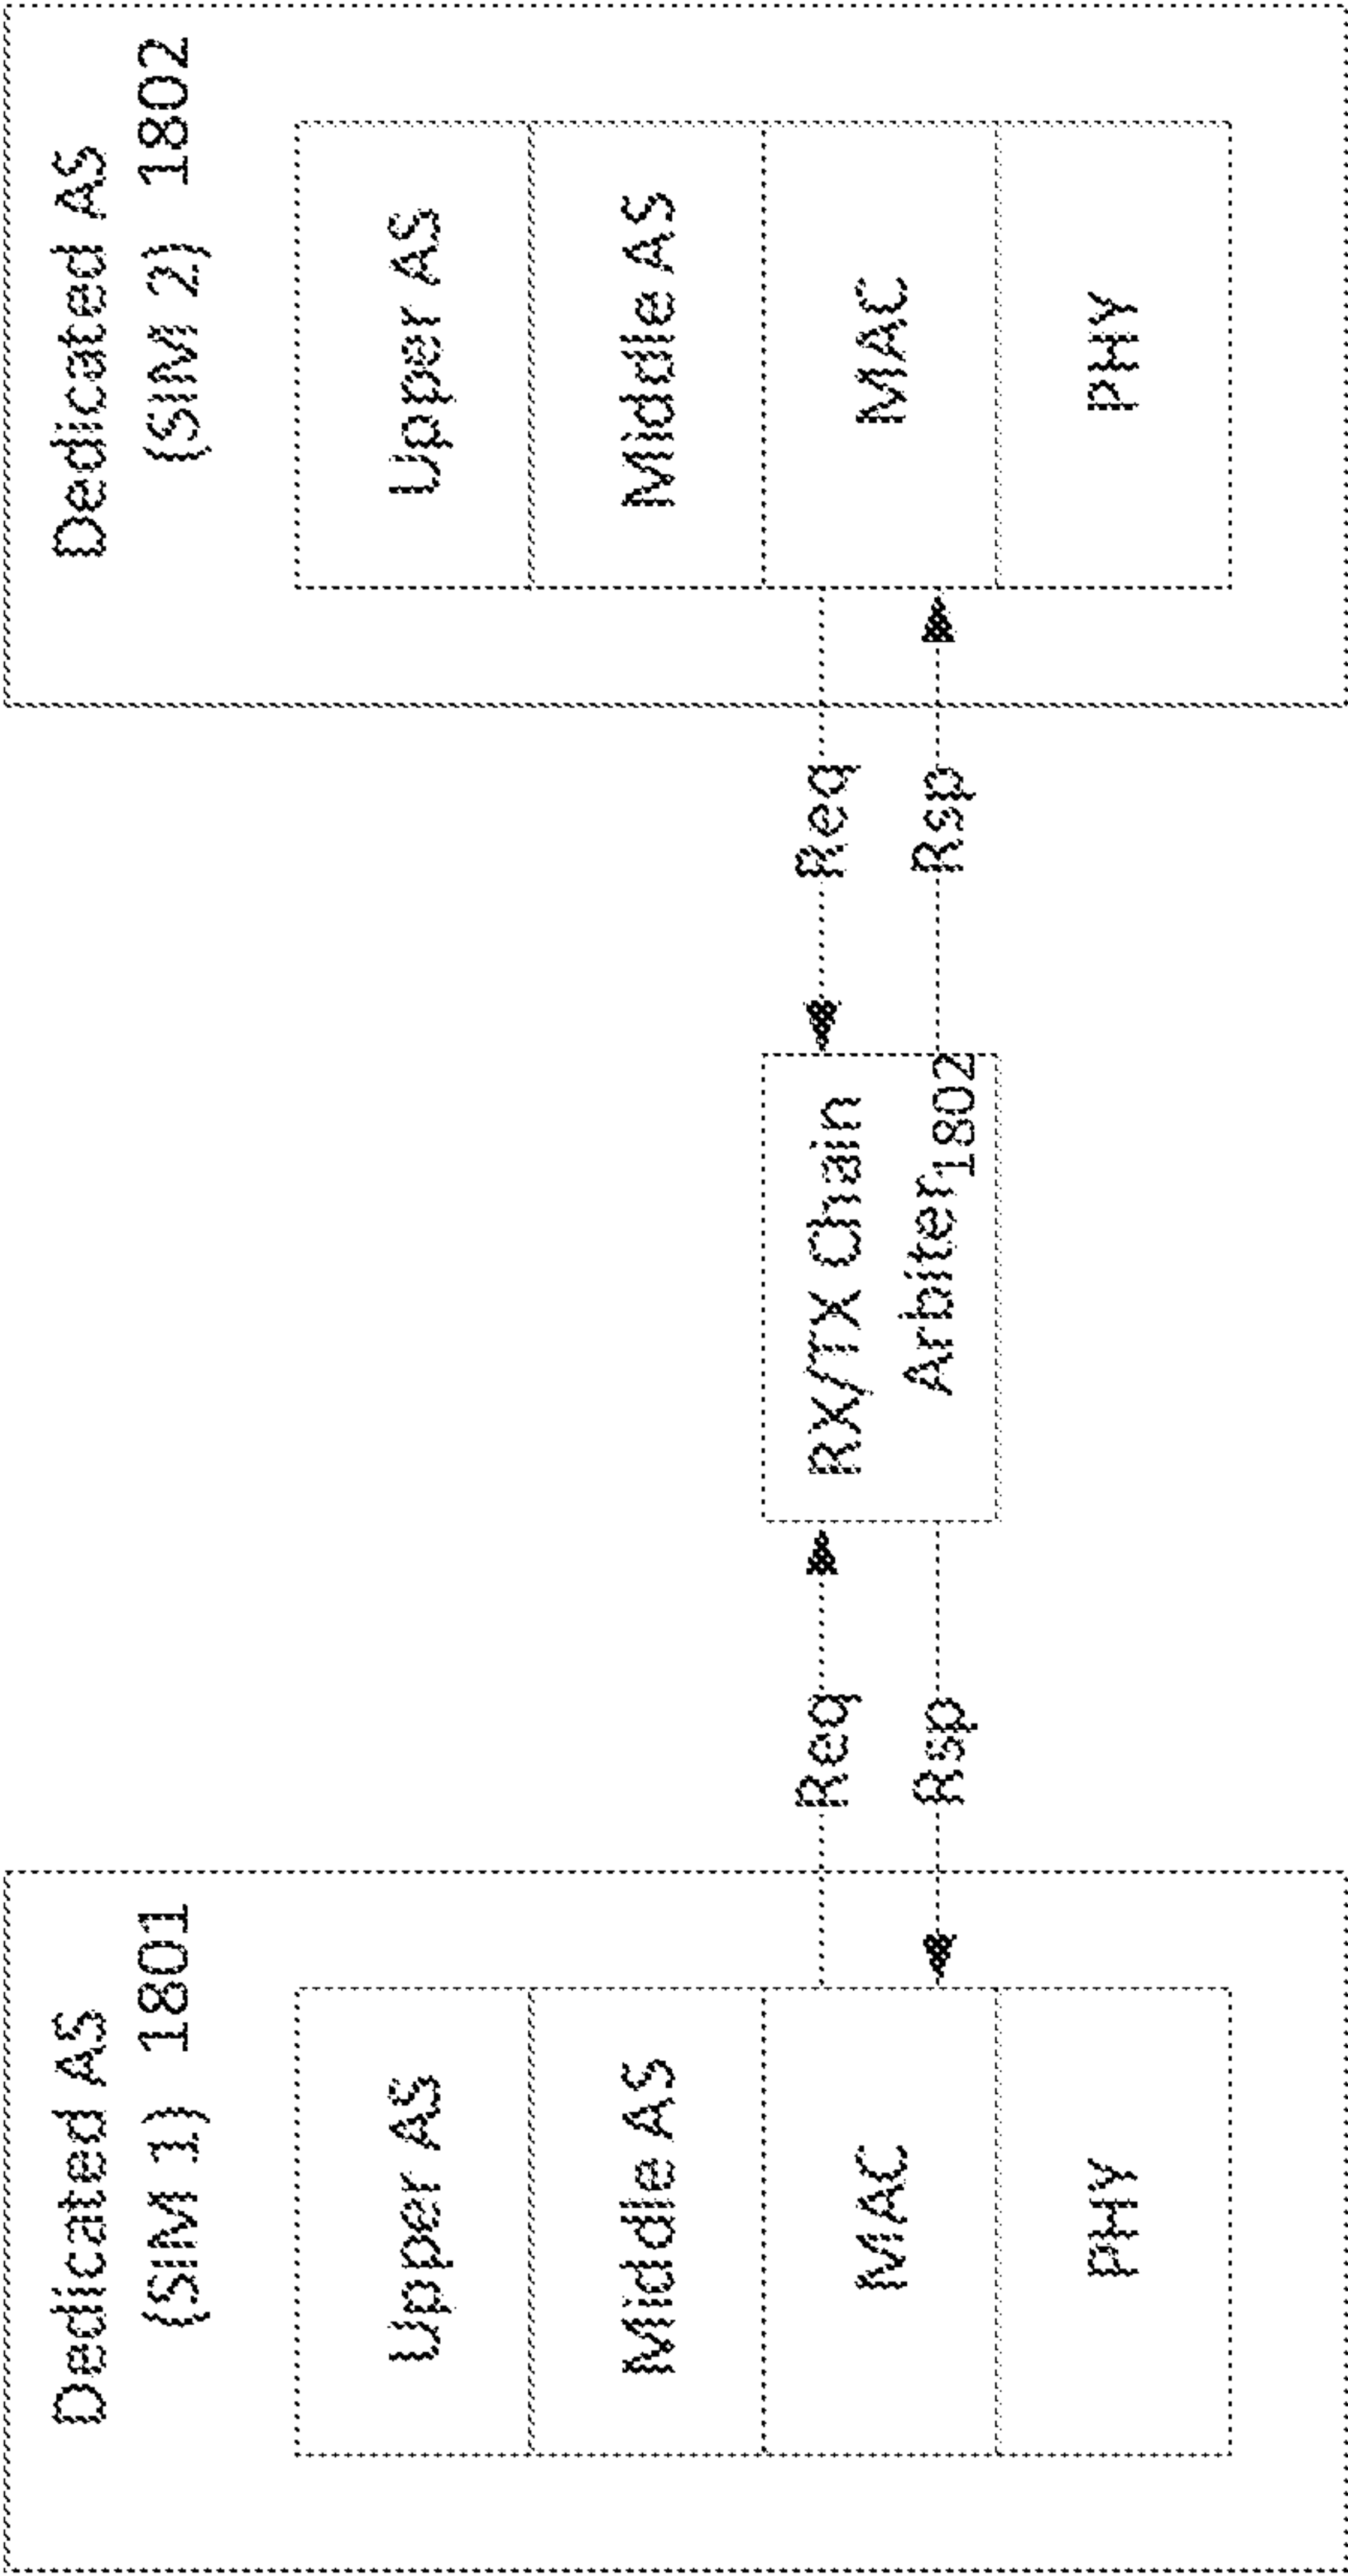 Dedicated AS
(SIM 1) 1801
Upper AS
Middle AS
MAC
PHY
Req
Rsp
RX/TX Chain
Arbiter 1802
Req
Rsp
Dedicated AS
(SIM 2) 1802
Upper AS
Middle AS
MAC
PHY